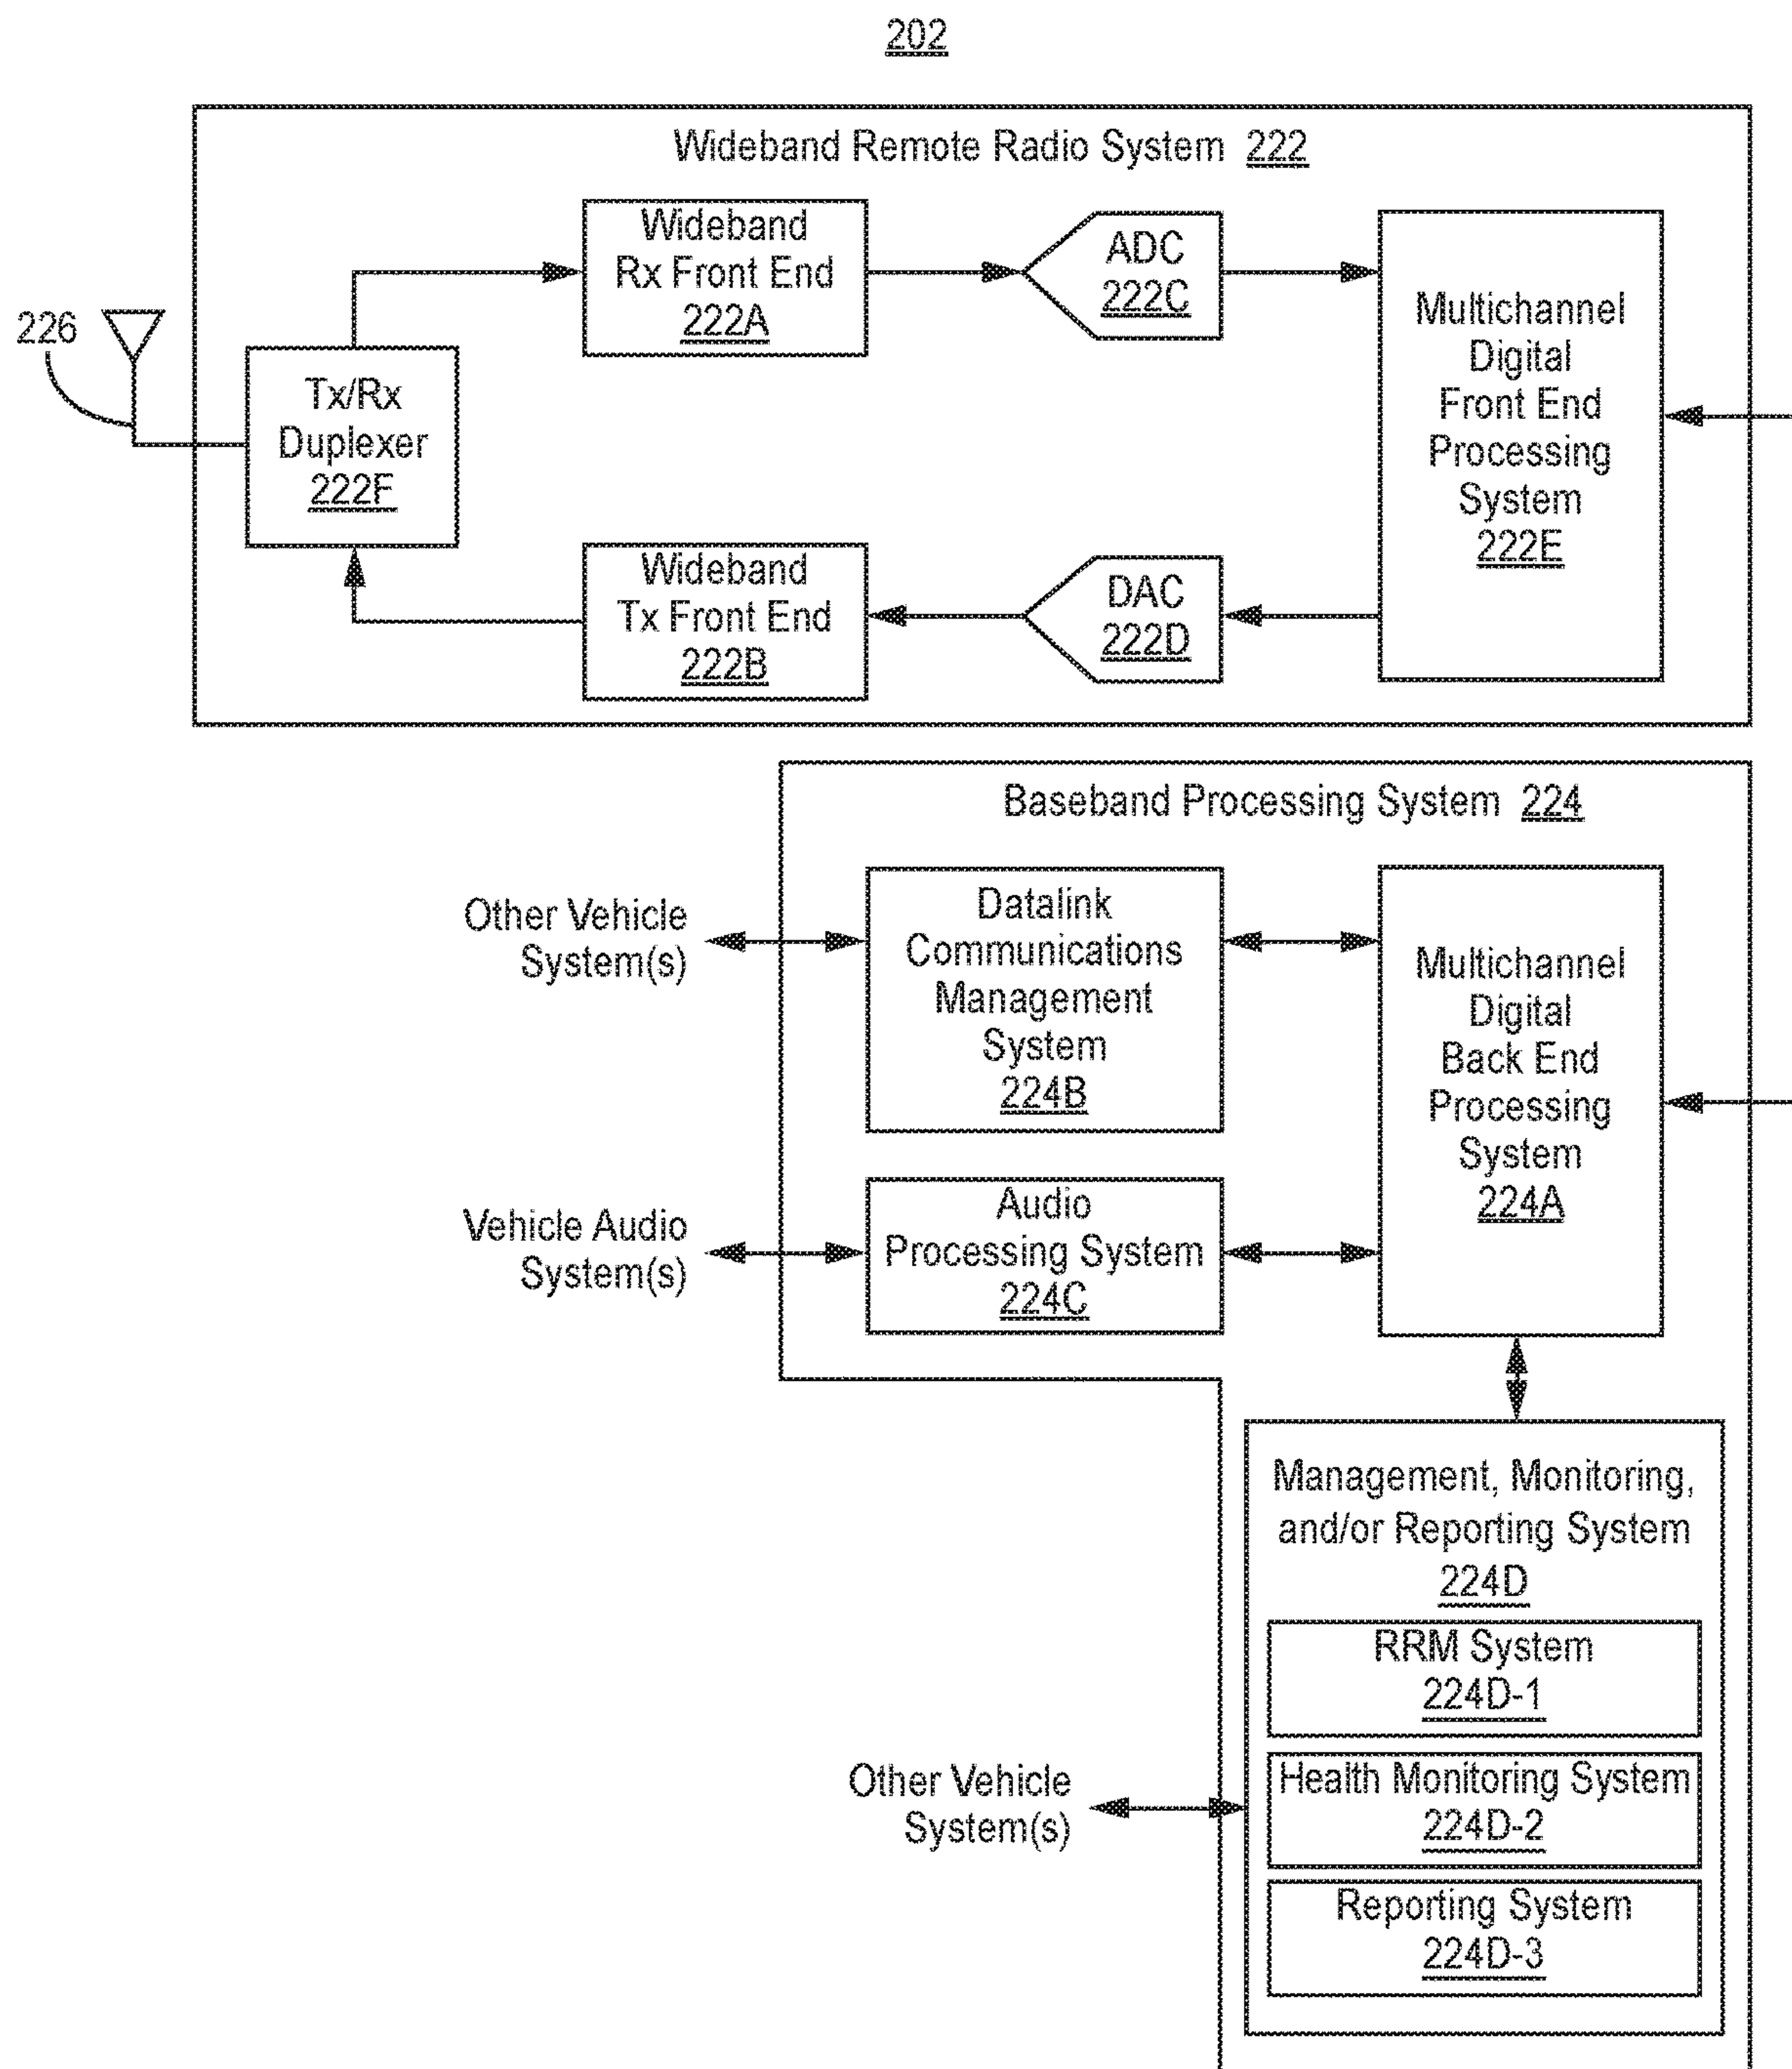 202
Wideband Remote Radio System 222
Wideband
Rx Front End
222A
ADC
222C
Multichannel
Digital
Front End
Processing
System
222E
226
Tx/Rx
Duplexer
222F
Wideband
Tx Front End
222B
DAC
222D
Baseband Processing System 224
Other Vehicle
System(s)
Datalink
Communications
Management
System
224B
Multichannel
Digital
Back End
Processing
System
224A
Vehicle Audio
System(s)
Audio
Processing System
224C
Management, Monitoring,
and/or Reporting System
224D
RRM System
224D-1
Other Vehicle
System(s)
Health Monitoring System
224D-2
Reporting System
224D-3